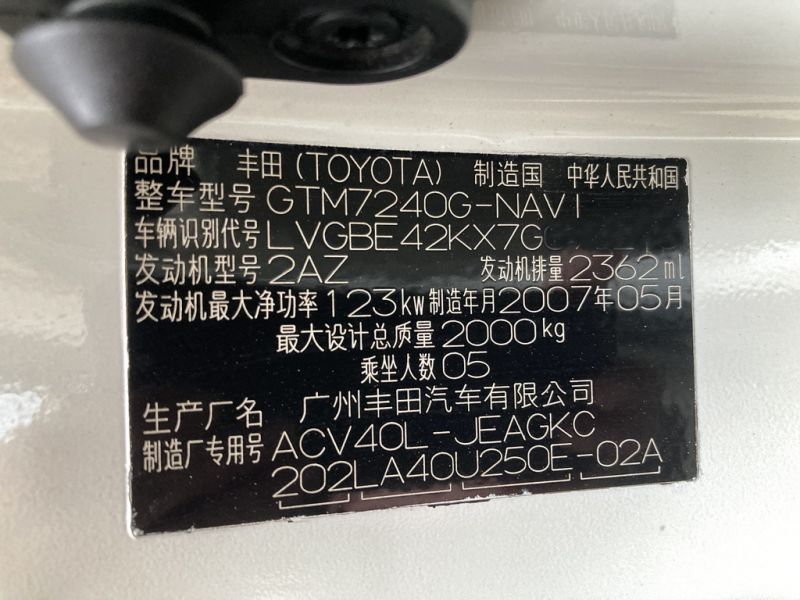 品牌 丰田(TOYOTA) 制造国 中华人民共和国
整车型号 GTM7240G-NAVI
车辆识别代号 LVGBE42KX7G
发动机型号 2AZ 发动机排量 2362ml
发动机最大净功率 123kw 制造年月 2007年05月
最大设计总质量 2000kg
乘坐人数 05
生产厂名 广州丰田汽车有限公司
制造厂专用号 ACV40L-JEAGKC
202LA40U250E-02A